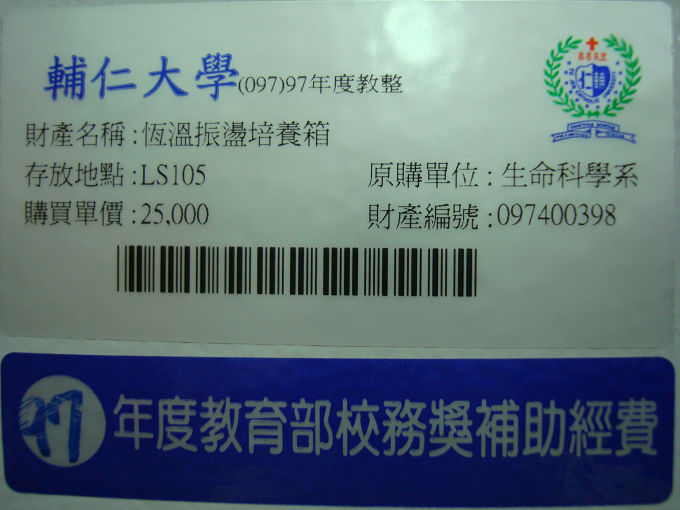 輔仁大學(097)97年度教整
財產名稱:恆溫振盪培養箱
存放地點:LS105 原購單位:生命科學系
購買單價:25,000 財產編號:097400398
97年度教育部校務獎補助經費